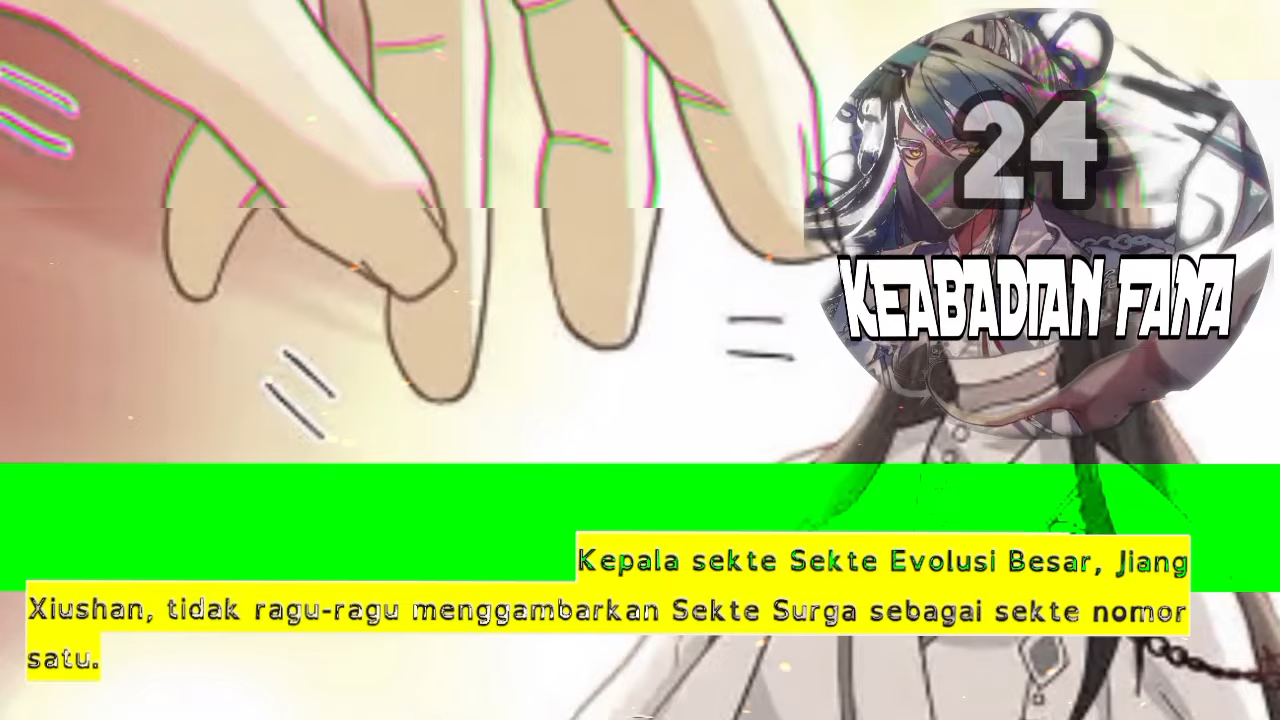 24
KEABADIAN FANA
Kepala sekte Sekte Evolusi Besar, Jiang
Xiushan, tidak ragu-ragu menggambarkan Sekte Surga sebagai sekte nomor
satu.